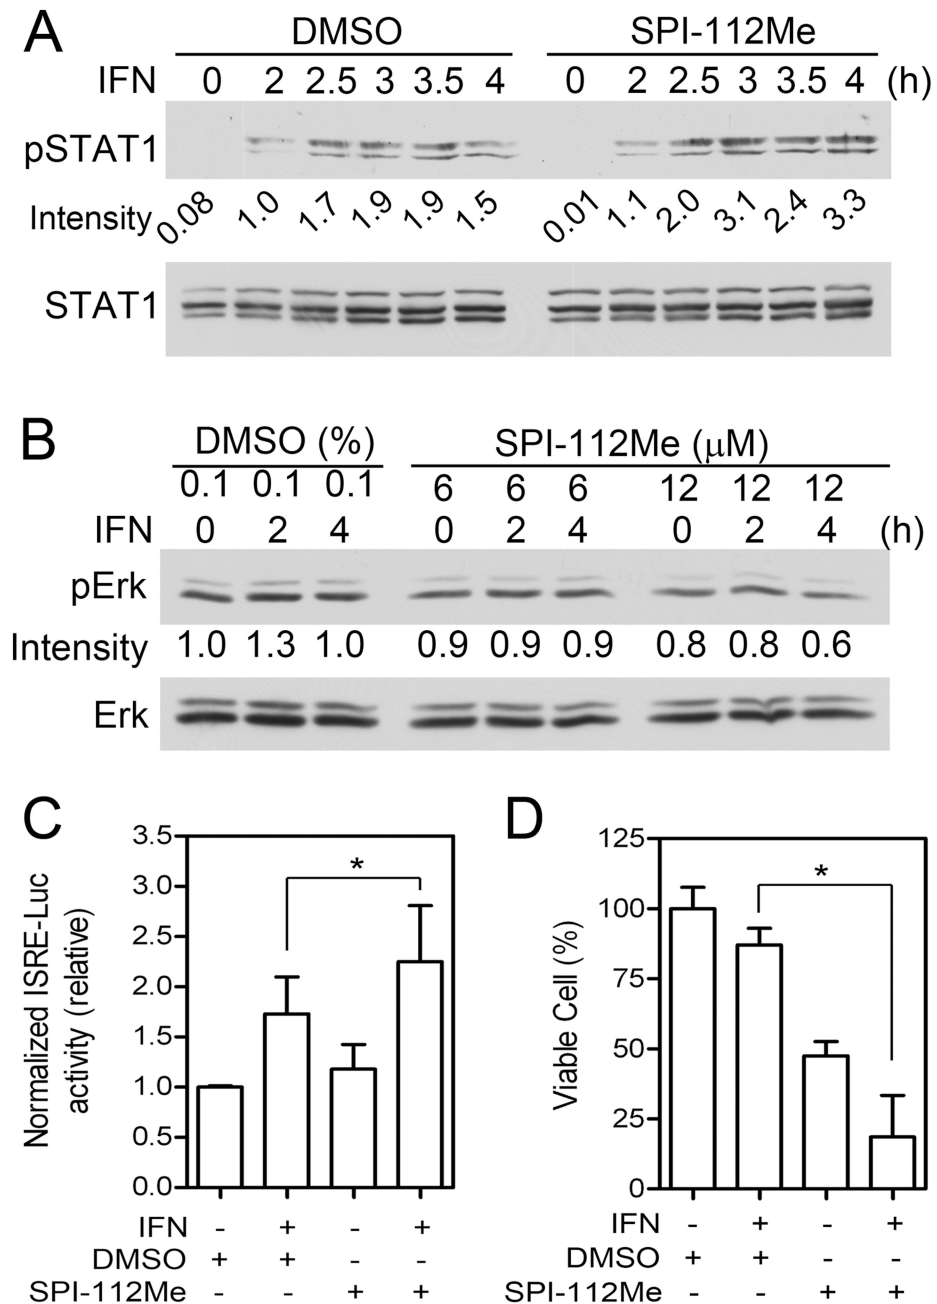 A
DMSO SPI-112Me
IFN 0 2 2.5 3 3.5 4 0 2 2.5 3 3.5 4 (h)
pSTAT1
Intensity 0.08 1.0 1.7 1.9 1.9 1.5 0.01 1.1 2.0 3.1 2.4 3.3
STAT1
B
DMSO (%) SPI-112Me (μM)
0.1 0.1 0.1 6 6 6 12 12 12
IFN 0 2 4 0 2 4 0 2 4 (h)
pErk
Intensity 1.0 1.3 1.0 0.9 0.9 0.9 0.8 0.8 0.6
Erk
C
Normalized ISRE-Luc
activity (relative)
3.5
3.0
2.5
2.0
1.5
1.0
0.5
0.0
*
IFN - + - +
DMSO + + - -
SPI-112Me - - + +
D
Viable Cell (%)
125
100
75
50
25
0
*
IFN - + - +
DMSO + + - -
SPI-112Me - - + +